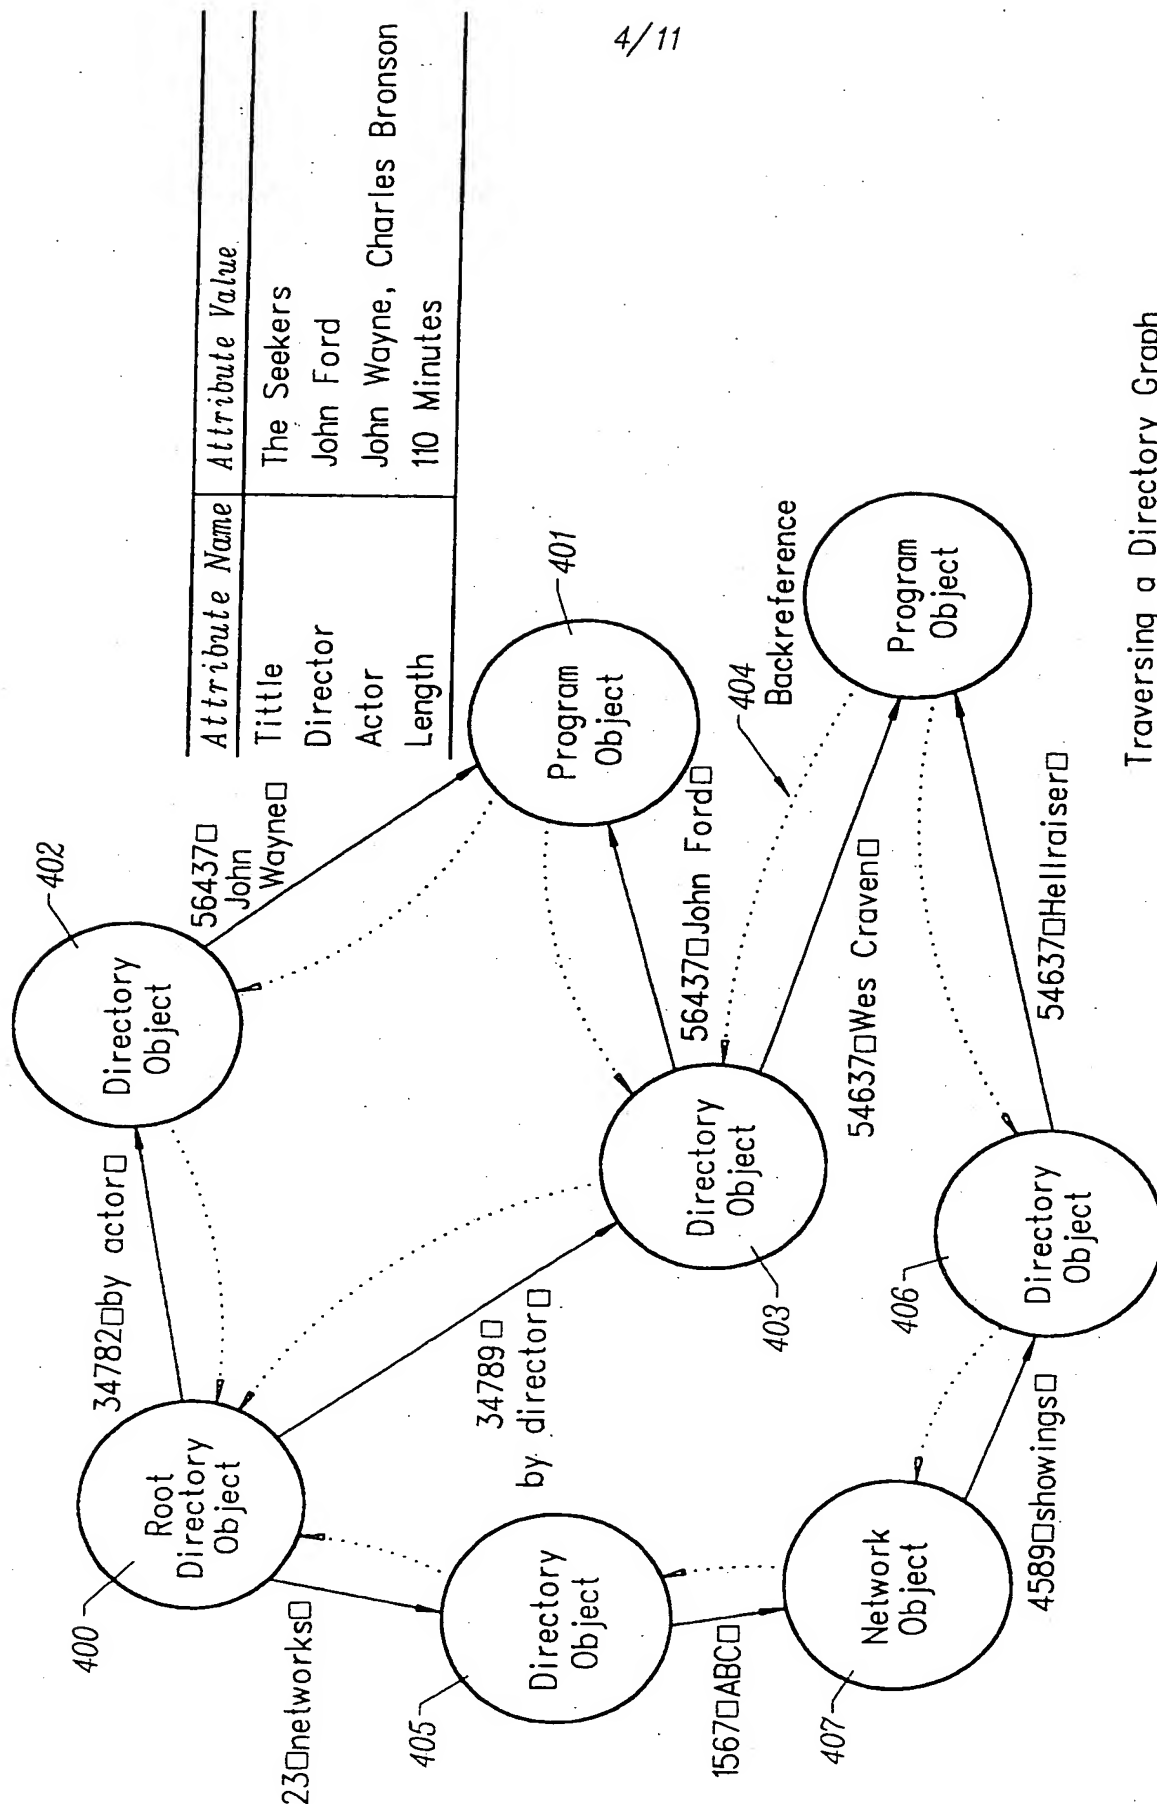 4/11
Attribute Name Attribute Value
Tittle The Seekers
Director John Ford
Actor John Wayne, Charles Bronson
Length 110 Minutes
402
Directory
Object
56437□
John
Wayne□
34782□by actor□
400
Root
Directory
Object
401
Program
Object
56437□John Ford□
34789□
by director□
403
Directory
Object
404
Backreference
54637□Wes Craven□
Program
Object
23□networks□
405
Directory
Object
1567□ABC□
407
Network
Object
4589□showings□
406
Directory
Object
54637□Hellraiser□
Traversing a Directory Graph